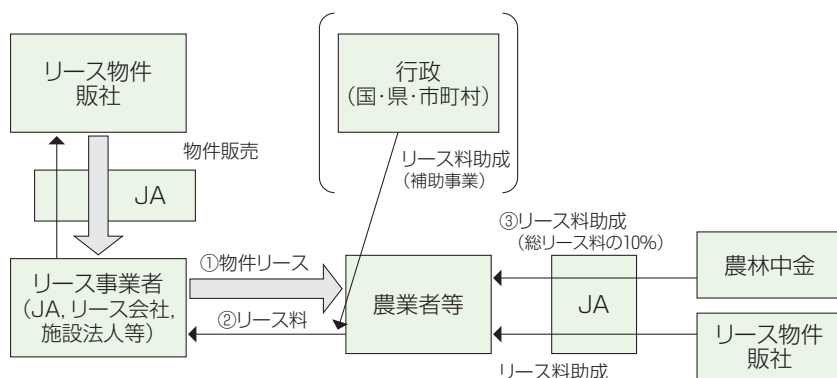 リース物件
販社
行政
(国・県・市町村)
物件販売
リース料助成
(補助事業)
JA
③リース料助成
(総リース料の10%)
①物件リース
農林中金
リース事業者
(JA,リース会社,
施設法人等)
農業者等
JA
②リース料
リース物件
販社
リース料助成